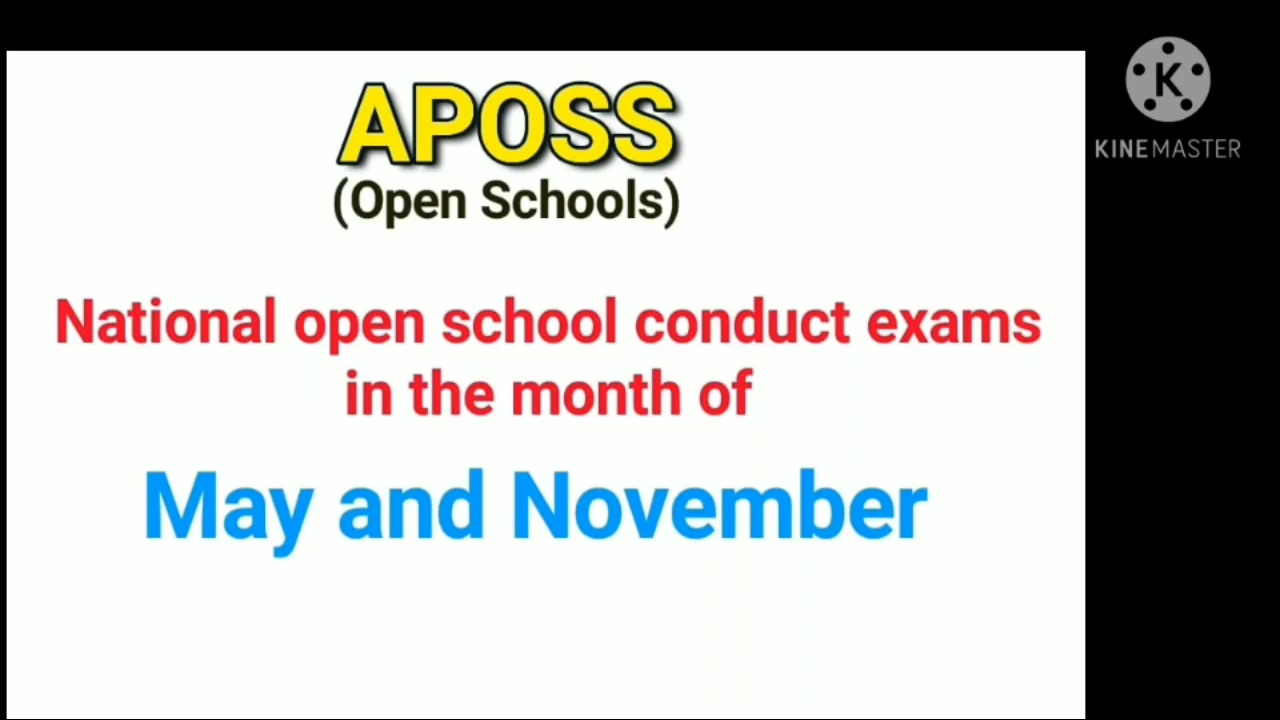 APOSS
(Open Schools)
National open school conduct exams
in the month of
May and November
K
KINEMASTER